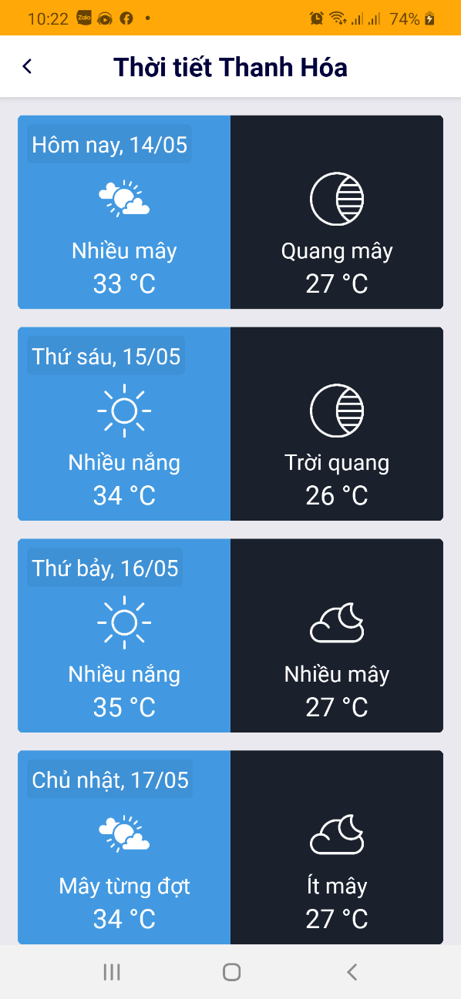 10:22 Zalo 74%
Thời tiết Thanh Hóa
Hôm nay, 14/05
Nhiều mây
33 °C
Quang mây
27 °C
Thứ sáu, 15/05
Nhiều nắng
34 °C
Trời quang
26 °C
Thứ bảy, 16/05
Nhiều nắng
35 °C
Nhiều mây
27 °C
Chủ nhật, 17/05
Mây từng đợt
34 °C
Ít mây
27 °C